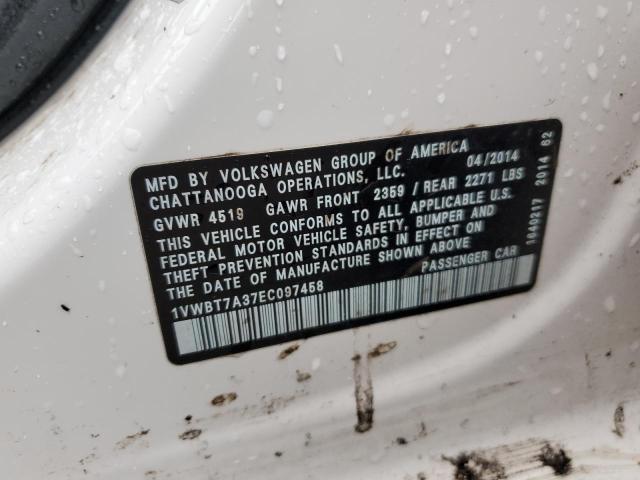 MFD BY VOLKSWAGEN GROUP OF AMERICA 04/2014
CHATTANOOGA OPERATIONS, LLC.
GVWR 4519 GAWR FRONT 2359 / REAR 2271 LBS
THIS VEHICLE CONFORMS TO ALL APPLICABLE U.S.
FEDERAL MOTOR VEHICLE SAFETY, BUMPER AND
THEFT PREVENTION STANDARDS IN EFFECT ON
THE DATE OF MANUFACTURE SHOWN ABOVE
1VWBT7A37EC097458 PASSENGER CAR
1040217 2014 62